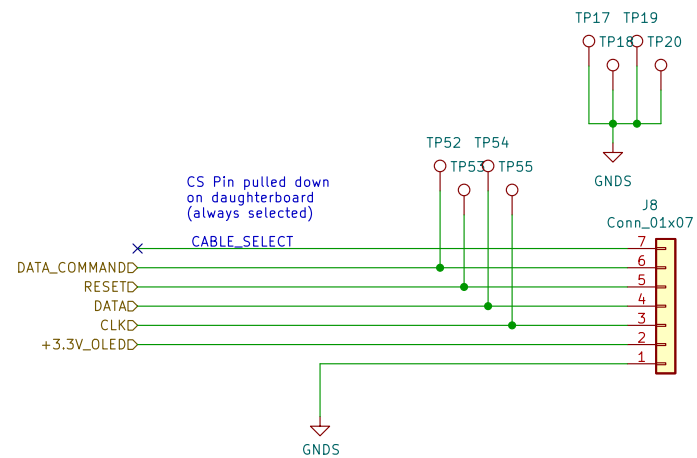 TP17 TP19
TP18 TP20
TP52 TP54
TP53 TP55
GNDS
CS Pin pulled down
on daughterboard
(always selected)
J8
Conn_01x07
CABLE_SELECT 7
DATA_COMMAND 6
RESET 5
DATA 4
CLK 3
+3.3V_OLED 2
1
GNDS